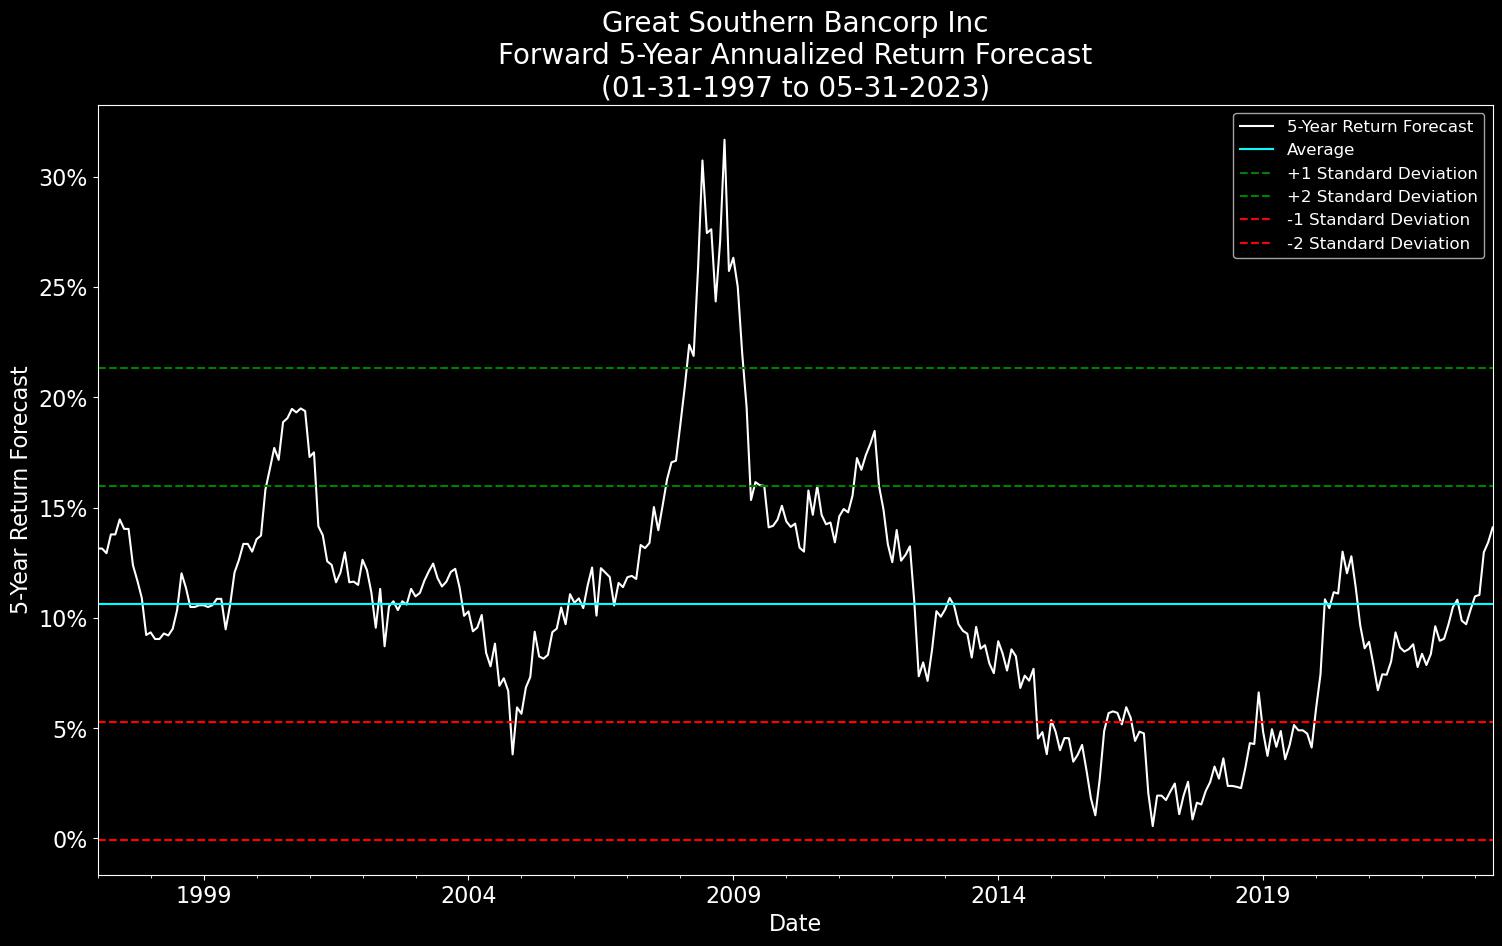 Great Southern Bancorp Inc
Forward 5-Year Annualized Return Forecast
(01-31-1997 to 05-31-2023)
5-Year Return Forecast
Average
+1 Standard Deviation
+2 Standard Deviation
-1 Standard Deviation
-2 Standard Deviation
30%
25%
20%
15%
10%
5%
0%
5-Year Return Forecast
1999
2004
2009
2014
2019
Date